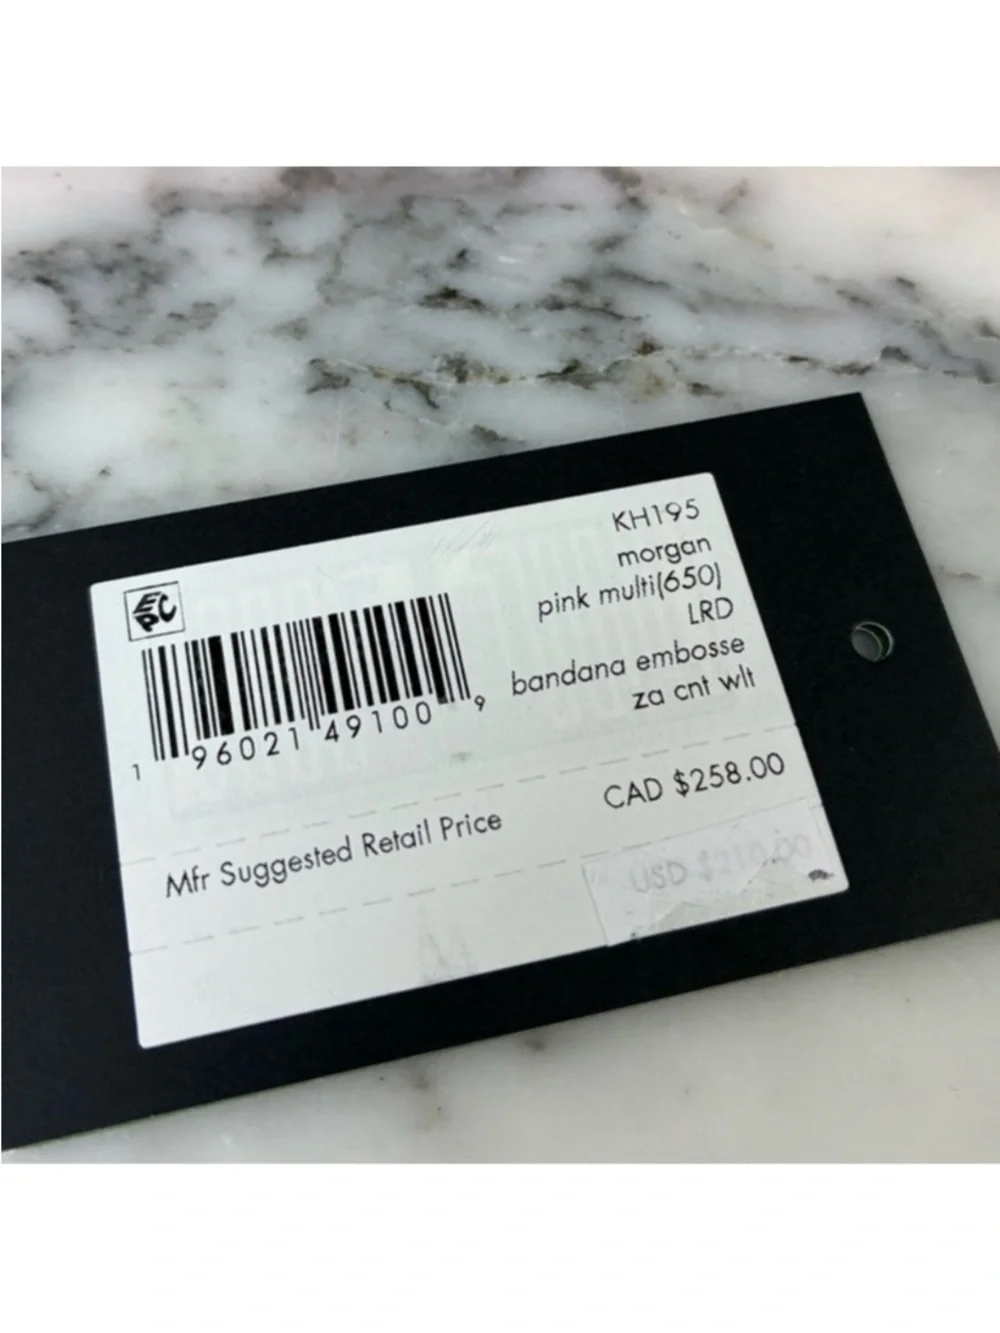 EPC
KH195
morgan
pink multi(650)
LRD
bandana embosse
za cnt wlt
1 96021 49100 9
Mfr Suggested Retail Price CAD $258.00
USD $210.00